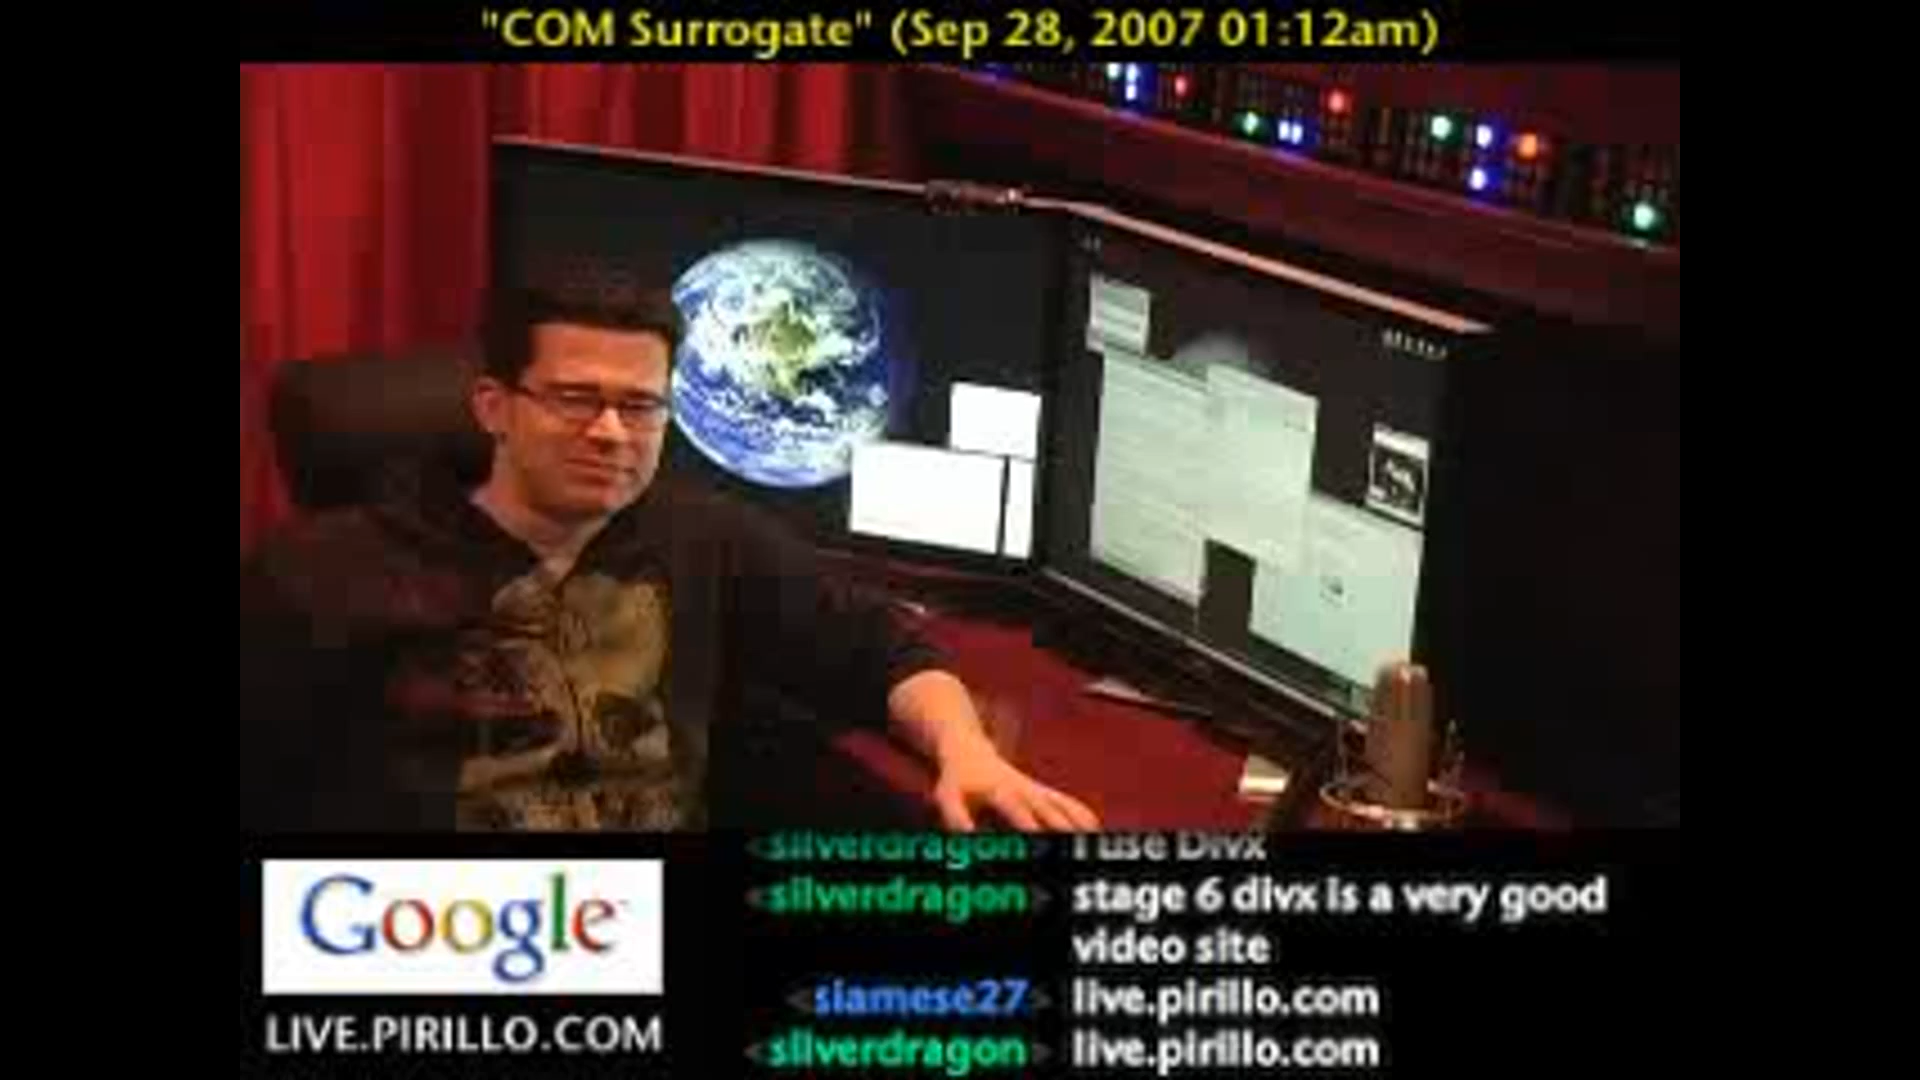 "COM Surrogate" (Sep 28, 2007 01:12am)
<silverdragon> I use Divx
<silverdragon> stage 6 divx is a very good
video site
<siamese27> live.pirillo.com
<silverdragon> live.pirillo.com
Google
LIVE.PIRILLO.COM